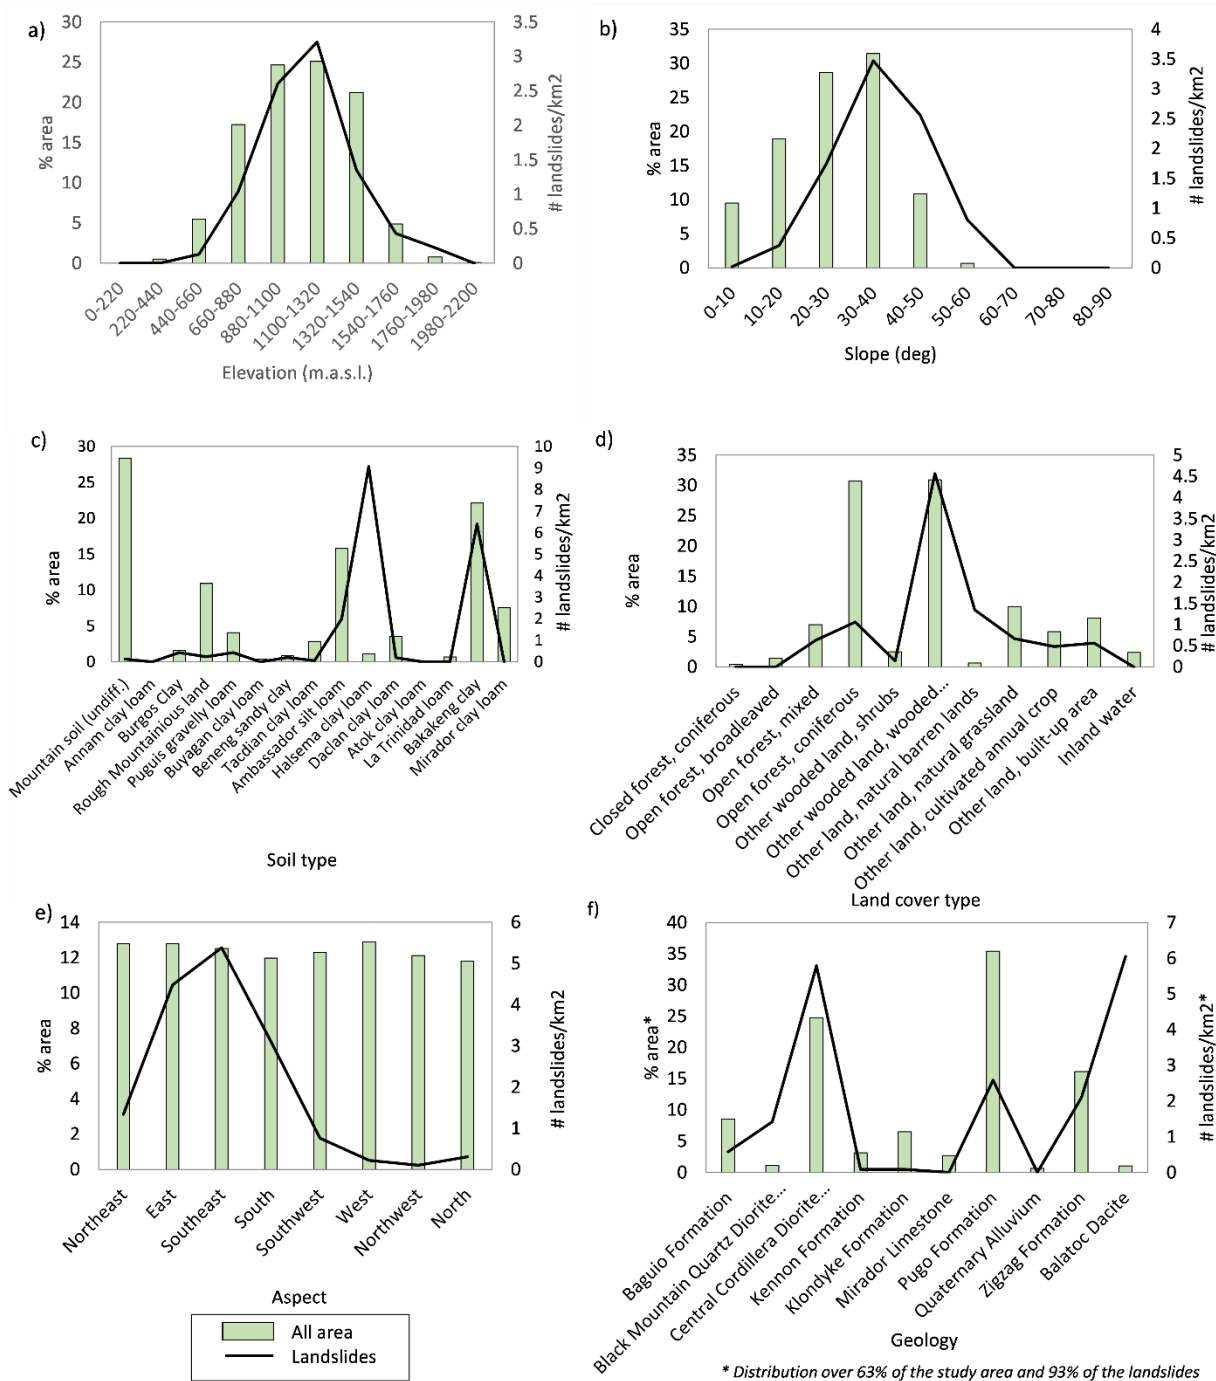 a)
30
25
20
15
10
5
0
% area
3.5
3
2.5
2
1.5
1
0.5
0
# landslides/km2
0-220
220-440
440-660
660-880
880-1100
1100-1320
1320-1540
1540-1760
1760-1980
1980-2200
Elevation (m.a.s.l.)
b)
35
30
25
20
15
10
5
0
% area
4
3.5
3
2.5
2
1.5
1
0.5
0
# landslides/km2
0-10
10-20
20-30
30-40
40-50
50-60
60-70
70-80
80-90
Slope (deg)
c)
30
25
20
15
10
5
0
% area
10
9
8
7
6
5
4
3
2
1
0
# landslides/km2
Mountain soil (undiff.)
Annam clay loam
Burgos Clay
Rough Mountainious land
Puguis gravelly loam
Buyagan clay loam
Beneng sandy clay
Tacdian clay loam
Ambassador silt loam
Halsema clay loam
Daclan clay loam
Atok clay loam
La Trinidad loam
Bakakeng clay
Mirador clay loam
Soil type
d)
35
30
25
20
15
10
5
0
% area
5
4.5
4
3.5
3
2.5
2
1.5
1
0.5
0
# landslides/km2
Closed forest, coniferous
Open forest, broadleaved
Open forest, mixed
Open forest, coniferous
Other wooded land, shrubs
Other wooded land, wooded...
Other land, natural barren lands
Other land, natural grassland
Other land, cultivated annual crop
Other land, built-up area
Inland water
Land cover type
e)
14
12
10
8
6
4
2
0
% area
6
5
4
3
2
1
0
# landslides/km2
Northeast
East
Southeast
South
Southwest
West
Northwest
North
Aspect
All area
Landslides
f)
40
35
30
25
20
15
10
5
0
% area*
7
6
5
4
3
2
1
0
# landslides/km2*
Baguio Formation
Black Mountain Quartz Diorite...
Central Cordillera Diorite...
Kennon Formation
Klondyke Formation
Mirador Limestone
Pugo Formation
Quaternary Alluvium
Zigzag Formation
Balatoc Dacite
Geology
* Distribution over 63% of the study area and 93% of the landslides